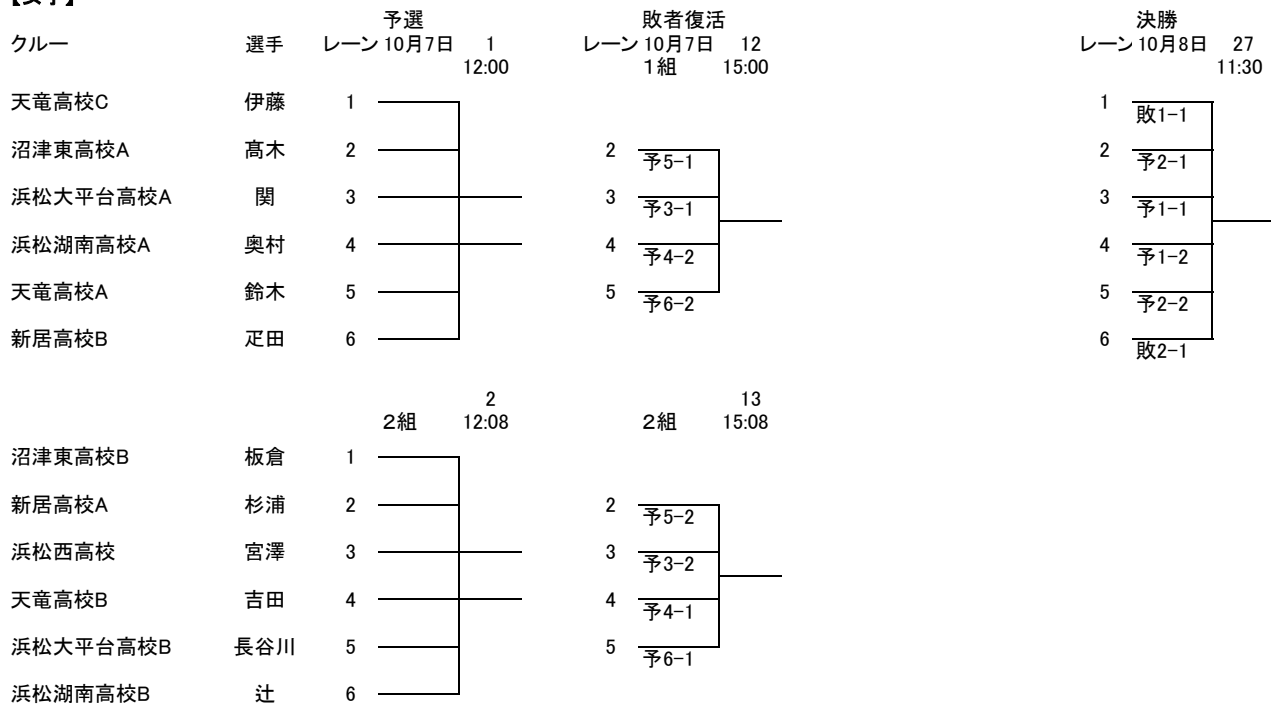 予選 敗者復活 決勝
クルー 選手 レーン 10月7日 1 レーン 10月7日 12 レーン 10月8日 27
12:00 1組 15:00 11:30
天竜高校C 伊藤 1 1
敗1-1
沼津東高校A 髙木 2 2 2
予5-1 予2-1
浜松大平台高校A 関 3 3 3
予3-1 予1-1
浜松湖南高校A 奥村 4 4 4
予4-2 予1-2
天竜高校A 鈴木 5 5 5
予6-2 予2-2
新居高校B 疋田 6 6
敗2-1
2 13
2組 12:08 2組 15:08
沼津東高校B 板倉 1
新居高校A 杉浦 2 2
予5-2
浜松西高校 宮澤 3 3
予3-2
天竜高校B 吉田 4 4
予4-1
浜松大平台高校B 長谷川 5 5
予6-1
浜松湖南高校B 辻 6